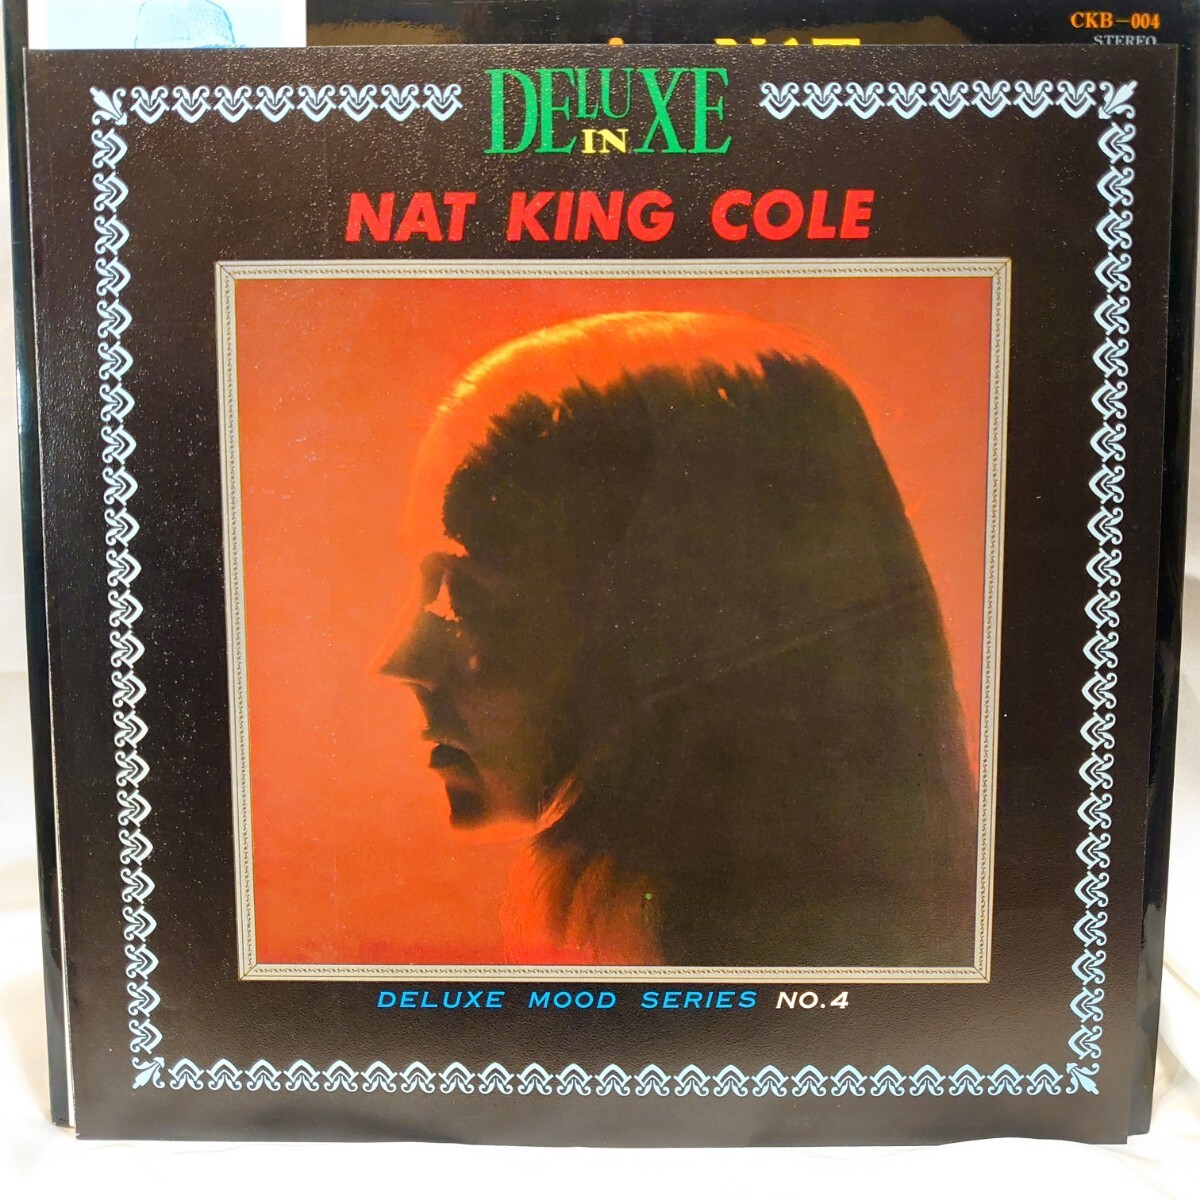 CKB-004
STEREO
DELUXE
IN
NAT KING COLE
DELUXE MOOD SERIES NO.4